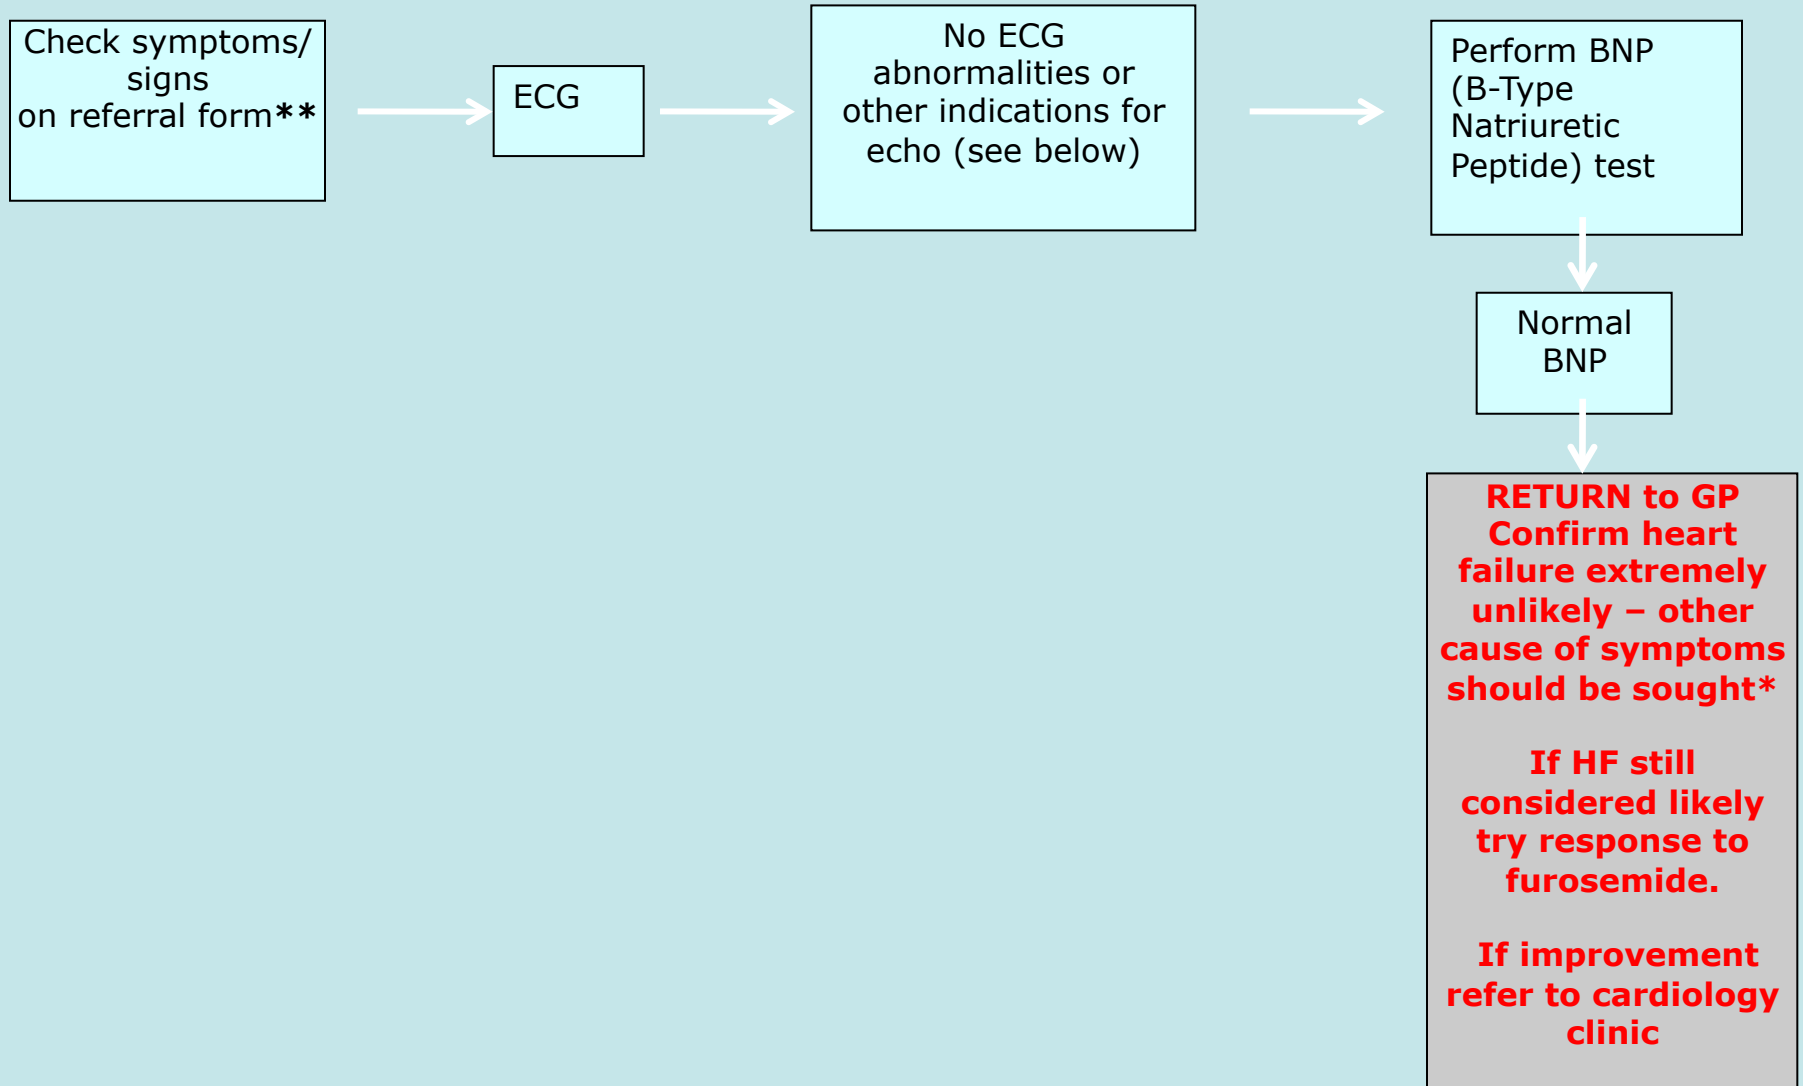 Check symptoms/
signs
on referral form**
ECG
No ECG
abnormalities or
other indications for
echo (see below)
Perform BNP
(B-Type
Natriuretic
Peptide) test
Normal
BNP
RETURN to GP
Confirm heart
failure extremely
unlikely – other
cause of symptoms
should be sought*
If HF still
considered likely
try response to
furosemide.
If improvement
refer to cardiology
clinic